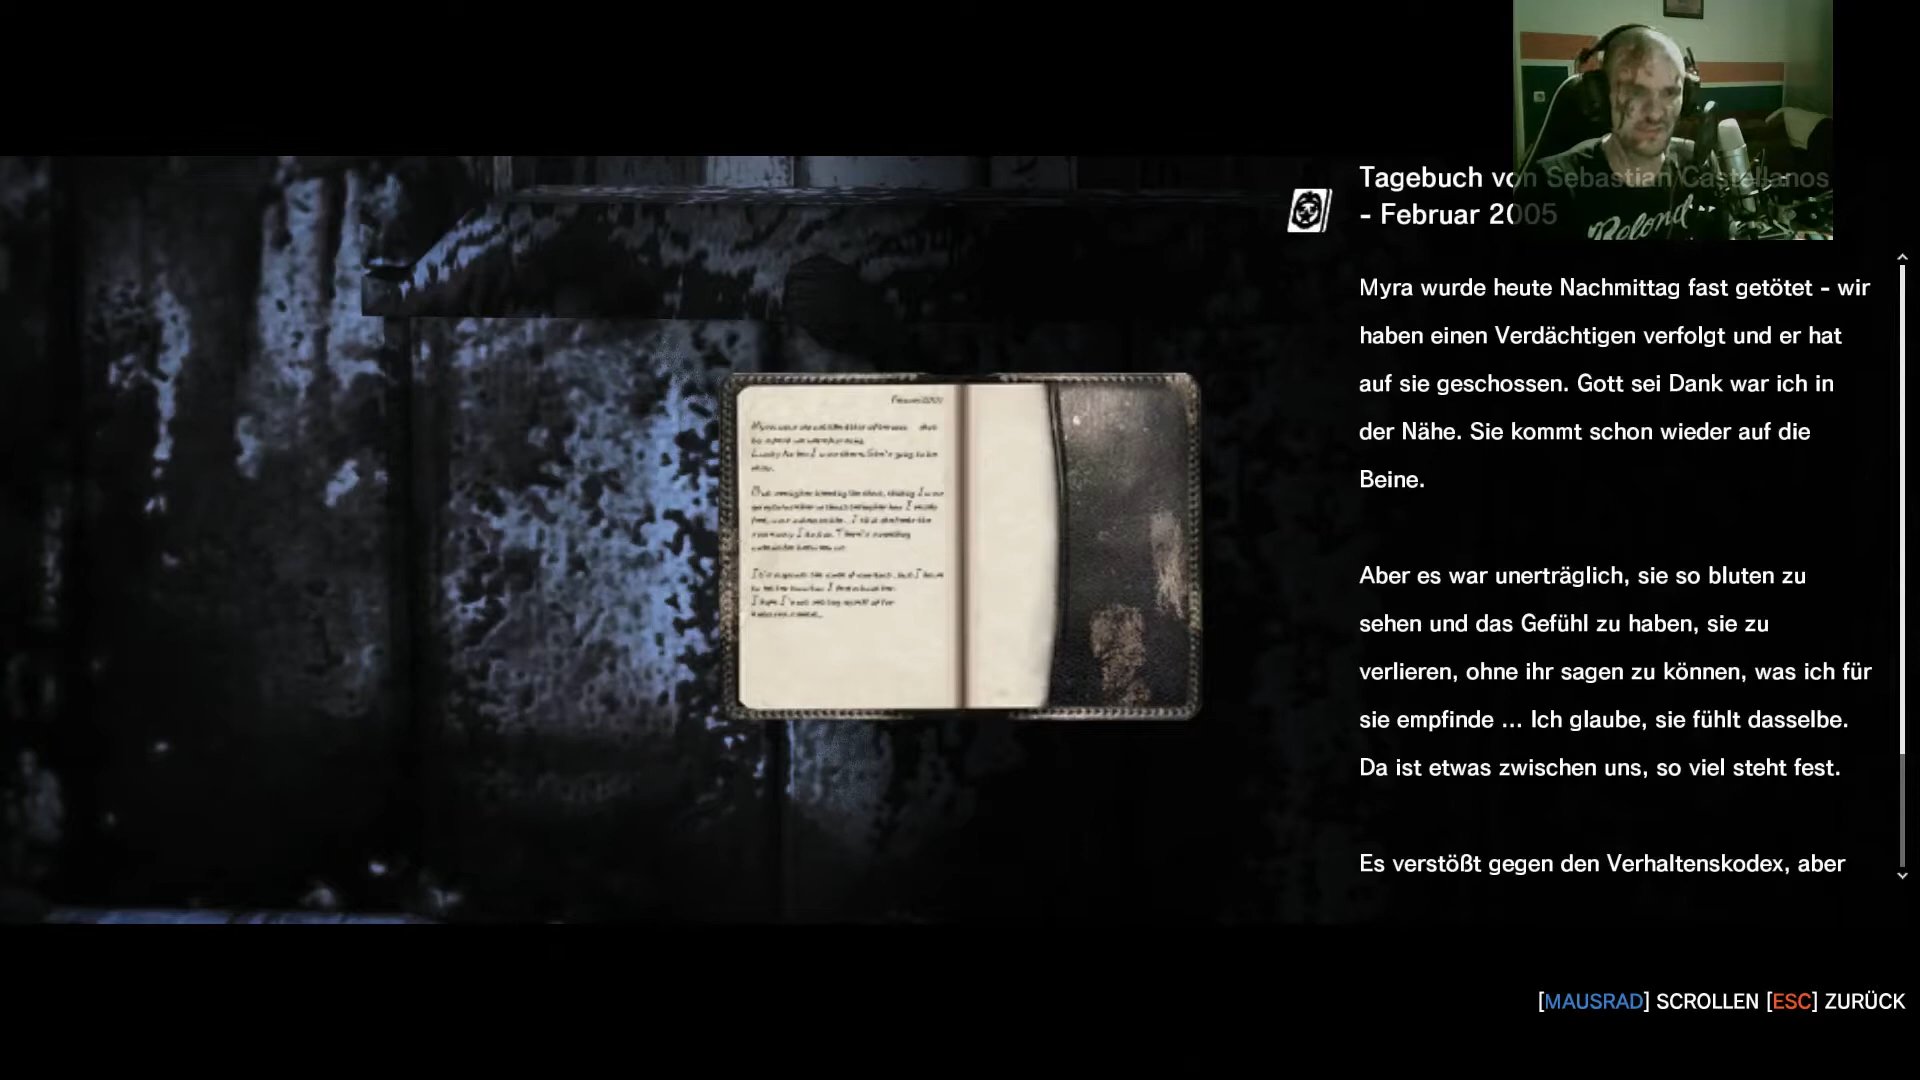 Tagebuch von Sebastian Castellanos
- Februar 2005
Myra wurde heute Nachmittag fast getötet - wir
haben einen Verdächtigen verfolgt und er hat
auf sie geschossen. Gott sei Dank war ich in
der Nähe. Sie kommt schon wieder auf die
Beine.
Aber es war unerträglich, sie so bluten zu
sehen und das Gefühl zu haben, sie zu
verlieren, ohne ihr sagen zu können, was ich für
sie empfinde ... Ich glaube, sie fühlt dasselbe.
Da ist etwas zwischen uns, so viel steht fest.
Es verstößt gegen den Verhaltenskodex, aber
[MAUSRAD] SCROLLEN [ESC] ZURÜCK